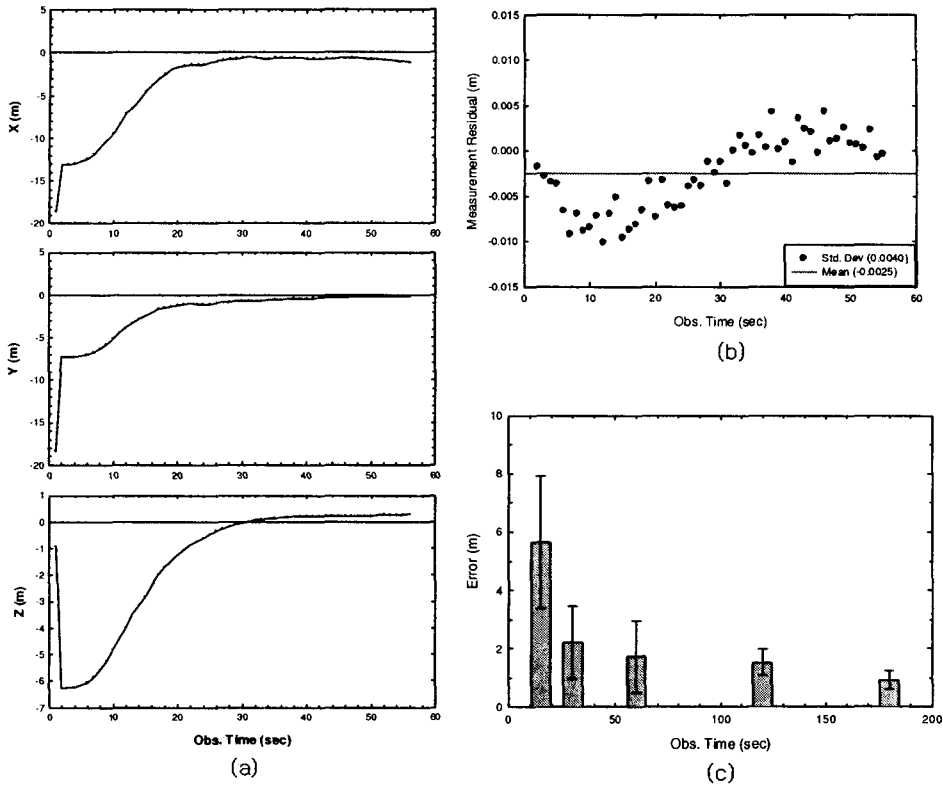 5
0
-5
-10
-15
-20
X (m)
0 10 20 30 40 50 60
5
0
-5
-10
-15
-20
Y (m)
0 10 20 30 40 50 60
1
0
-1
-2
-3
-4
-5
-6
-7
Z (m)
0 10 20 30 40 50 60
Obs. Time (sec)
(a)
0.015
0.010
0.005
0.000
-0.005
-0.010
-0.015
Measurement Residual (m)
Std. Dev (0.0040)
Mean (-0.0025)
0 10 20 30 40 50 60
Obs. Time (sec)
(b)
10
8
6
4
2
0
Error (m)
0 50 100 150 200
Obs. Time (sec)
(c)